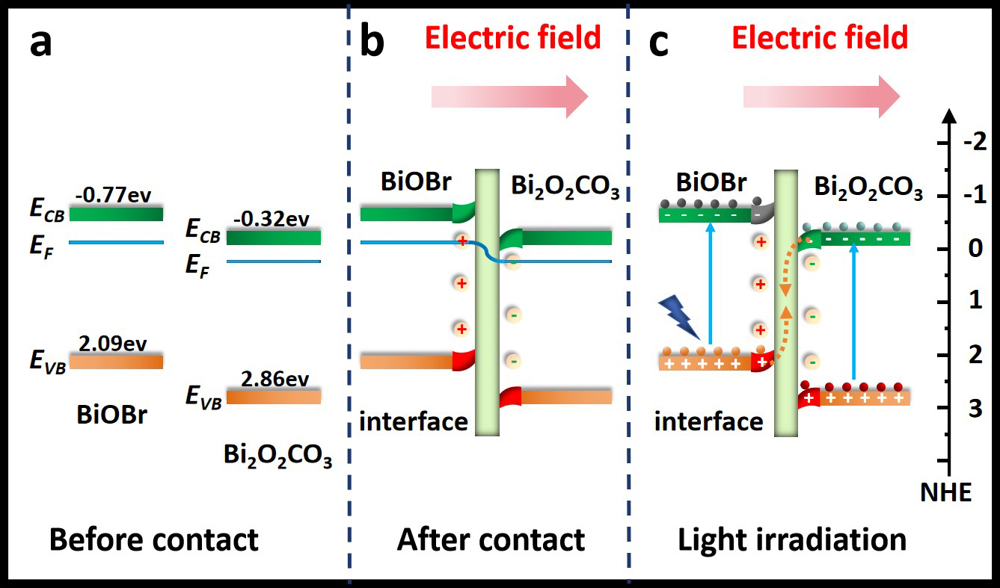 a
-0.77ev
E_CB
E_F
-0.32ev
E_CB
E_F
2.09ev
E_VB
2.86ev
E_VB
BiOBr
Bi₂O₂CO₃
Before contact
b
Electric field
BiOBr
Bi₂O₂CO₃
+
+
+
-
-
-
interface
After contact
c
Electric field
BiOBr
Bi₂O₂CO₃
- - - - - -
- - - - - -
+
+
+
-
-
-
+ + + + + +
+ + + + + +
interface
Light irradiation
-2
-1
0
1
2
3
NHE